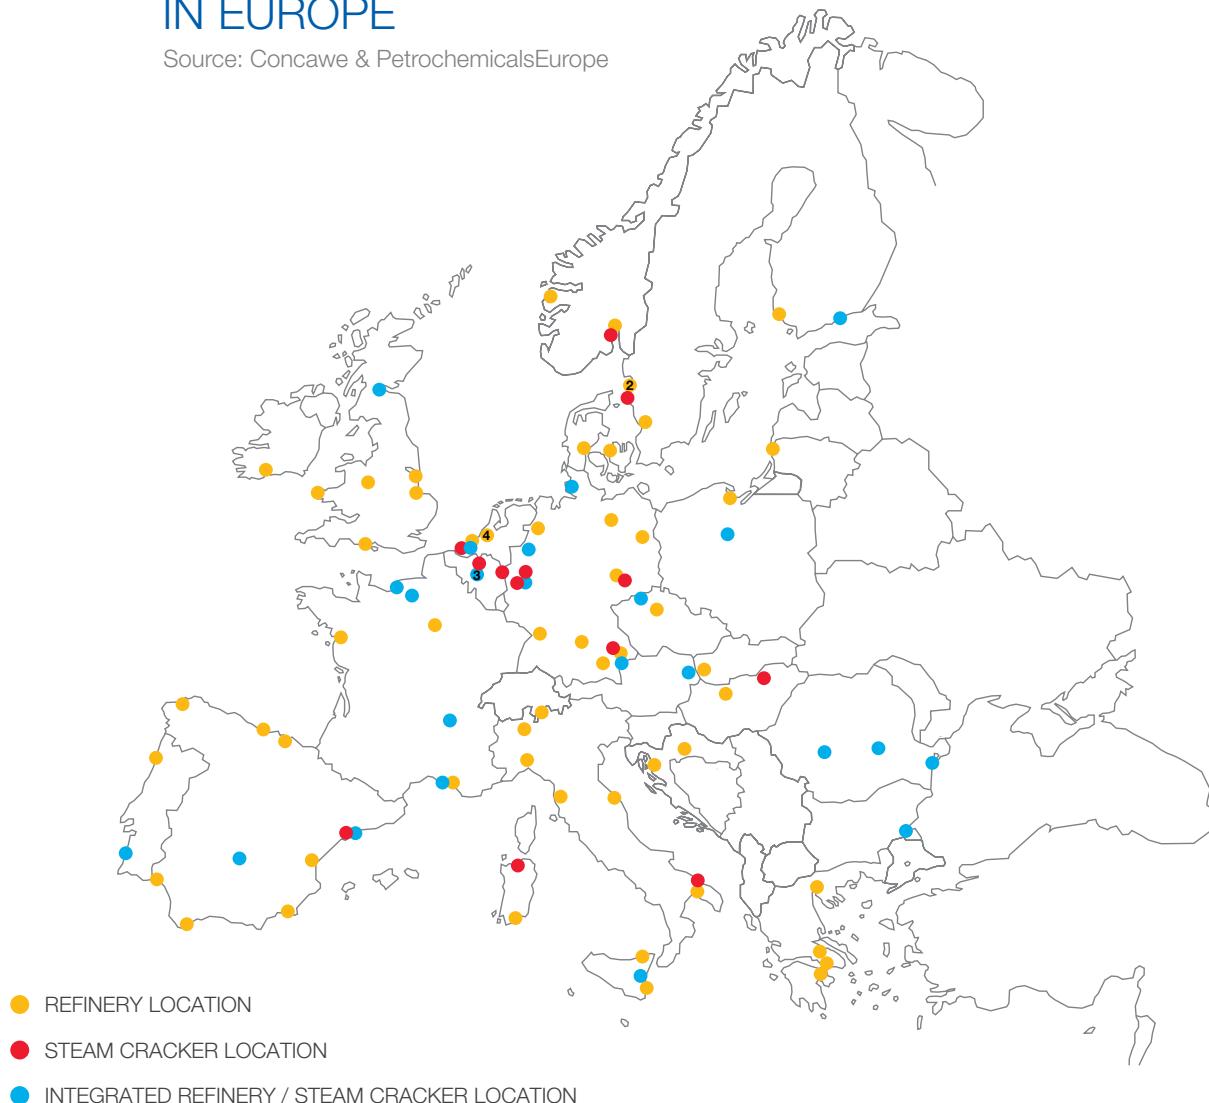 IN EUROPE
Source: Concawe & PetrochemicalsEurope
2
4
3
REFINERY LOCATION
STEAM CRACKER LOCATION
INTEGRATED REFINERY / STEAM CRACKER LOCATION